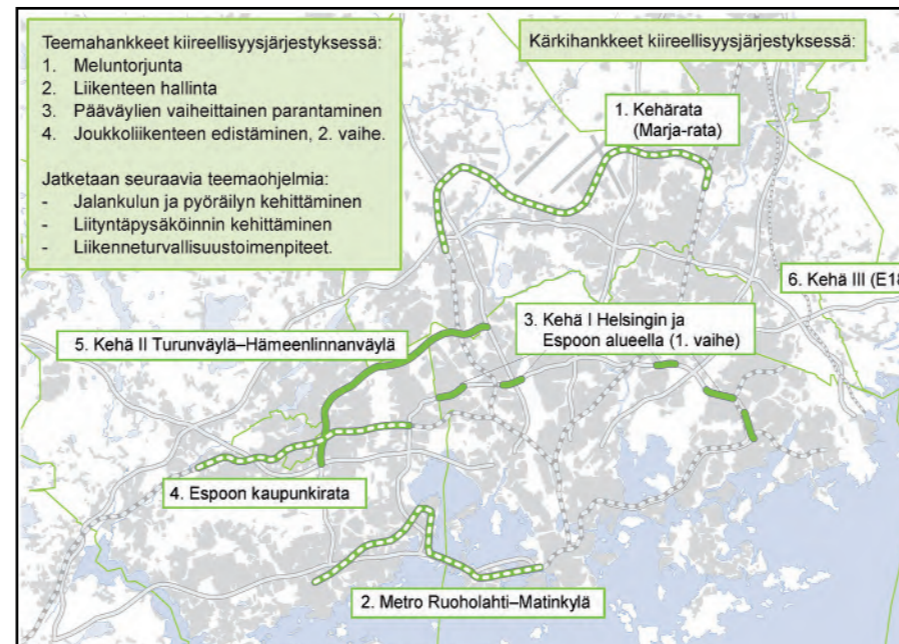 Teemahankkeet kiireellisyysjärjestyksessä:
1. Meluntorjunta
2. Liikenteen hallinta
3. Pääväylien vaiheittainen parantaminen
4. Joukkoliikenteen edistäminen, 2. vaihe.
Jatketaan seuraavia teemaohjelmia:
- Jalankulun ja pyöräilyn kehittäminen
- Liityntäpysäköinnin kehittäminen
- Liikenneturvallisuustoimenpiteet.
Kärkihankkeet kiireellisyysjärjestyksessä:
1. Kehärata
(Marja-rata)
6. Kehä III (E18
3. Kehä I Helsingin ja
Espoon alueella (1. vaihe)
5. Kehä II Turunväylä–Hämeenlinnanväylä
4. Espoon kaupunkirata
2. Metro Ruoholahti–Matinkylä